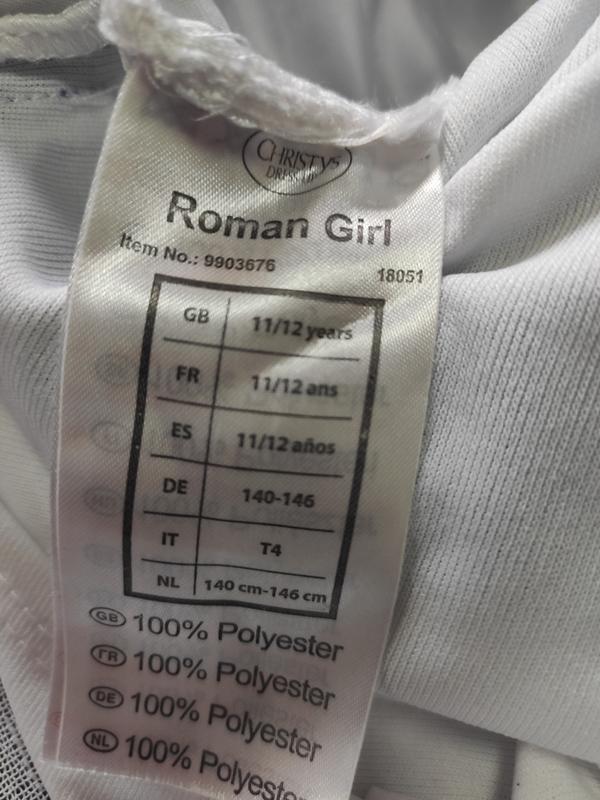 CHRISTYS
DRESS UP
Roman Girl
Item No.: 9903676
18051
GB 11/12 years
FR 11/12 ans
ES 11/12 años
DE 140-146
IT T4
NL 140 cm-146 cm
GB 100% Polyester
FR 100% Polyester
DE 100% Polyester
NL 100% Polyester